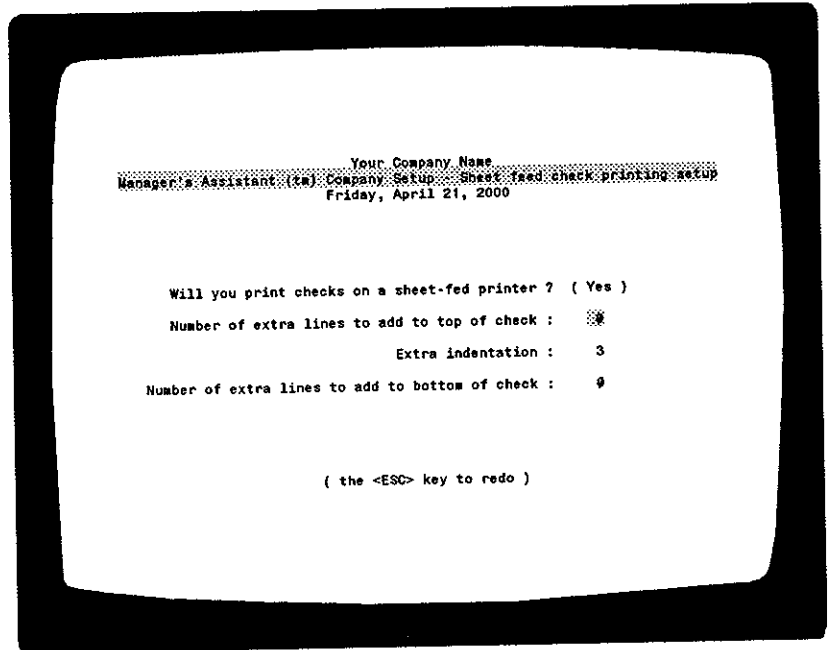 Your Company Name
Manager's Assistant (tm) Company Setup - Sheet feed check printing setup
Friday, April 21, 2000
Will you print checks on a sheet-fed printer ? ( Yes )
Number of extra lines to add to top of check : 0
Extra indentation : 3
Number of extra lines to add to bottom of check : 0
( the <ESC> key to redo )